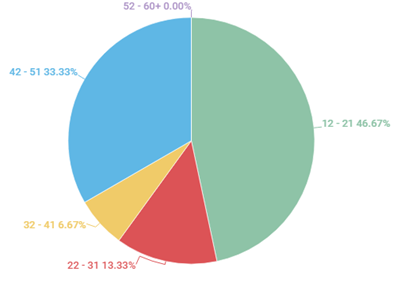 52 - 60+ 0.00%
42 - 51 33.33%
12 - 21 46.67%
32 - 41 6.67%
22 - 31 13.33%